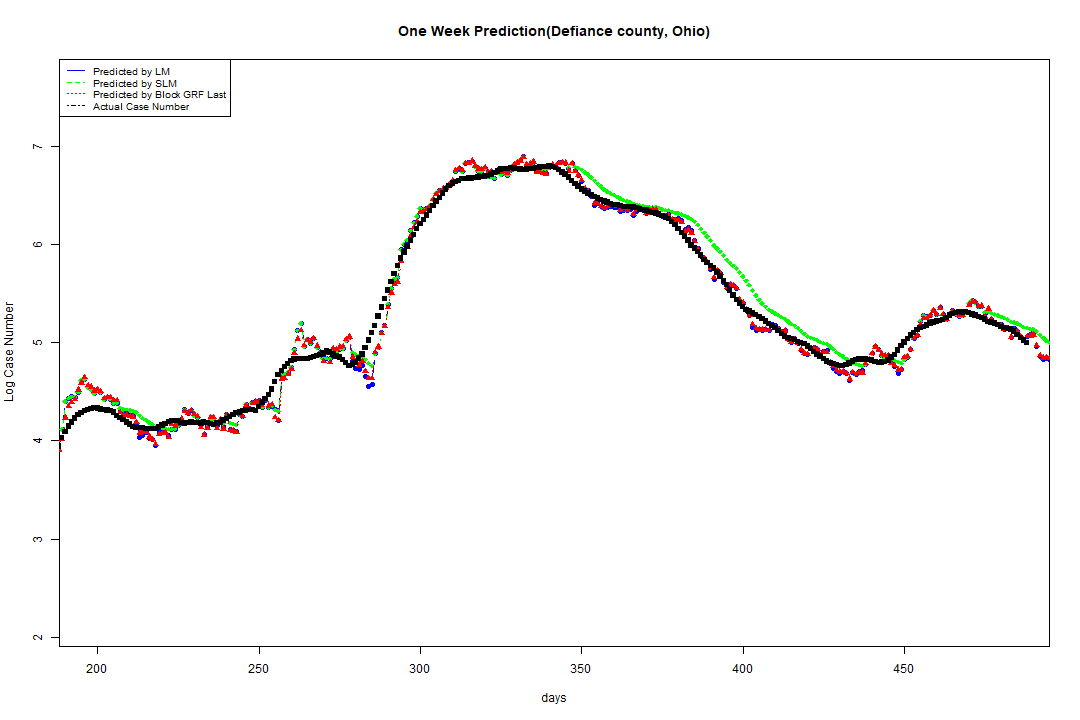 One Week Prediction(Defiance county, Ohio)
Predicted by LM
Predicted by SLM
Predicted by Block GRF Last
Actual Case Number
7
6
5
4
3
2
Log Case Number
200 250 300 350 400 450
days